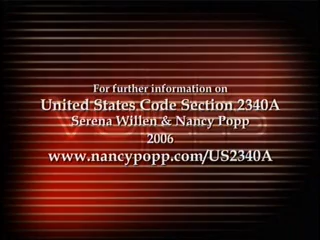 For further information on
United States Code Section 2340A
Serena Willen & Nancy Popp
2006
www.nancypopp.com/US2340A